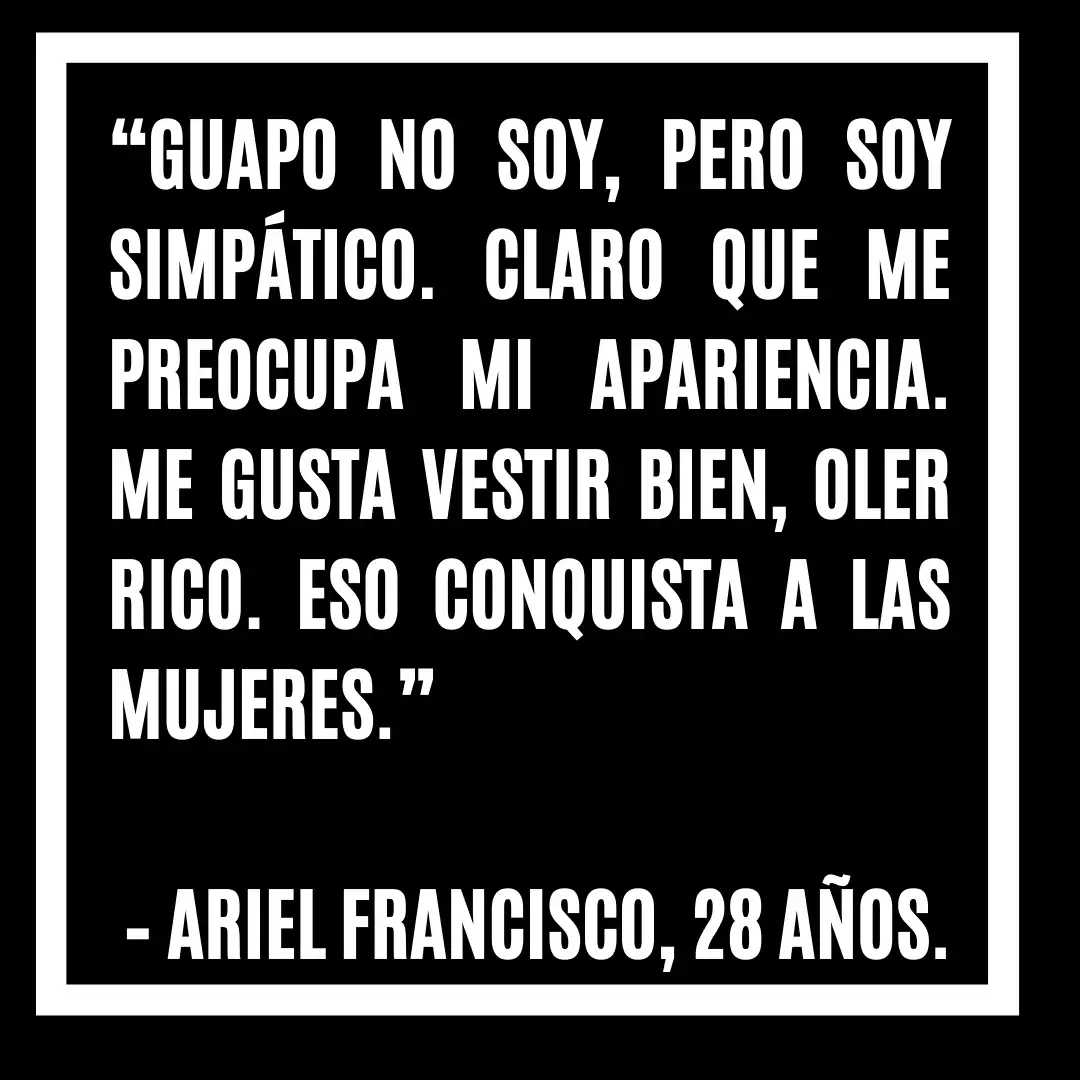 “GUAPO NO SOY, PERO SOY
SIMPÁTICO. CLARO QUE ME
PREOCUPA MI APARIENCIA.
ME GUSTA VESTIR BIEN, OLER
RICO. ESO CONQUISTA A LAS
MUJERES.”
- ARIEL FRANCISCO, 28 AÑOS.